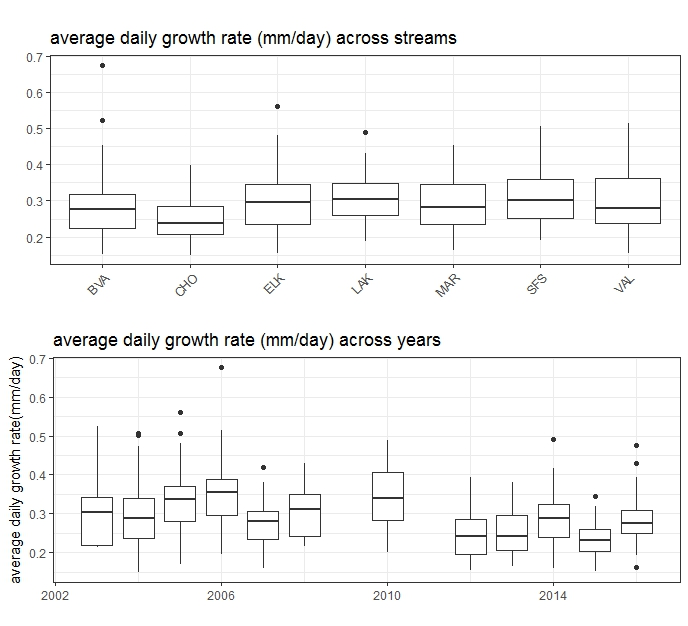 average daily growth rate (mm/day) across streams
0.7
0.6
0.5
0.4
0.3
0.2
BVA
CHO
ELK
LAK
MAR
SFS
VAL
average daily growth rate (mm/day) across years
average daily growth rate(mm/day)
0.7
0.6
0.5
0.4
0.3
0.2
2002
2006
2010
2014